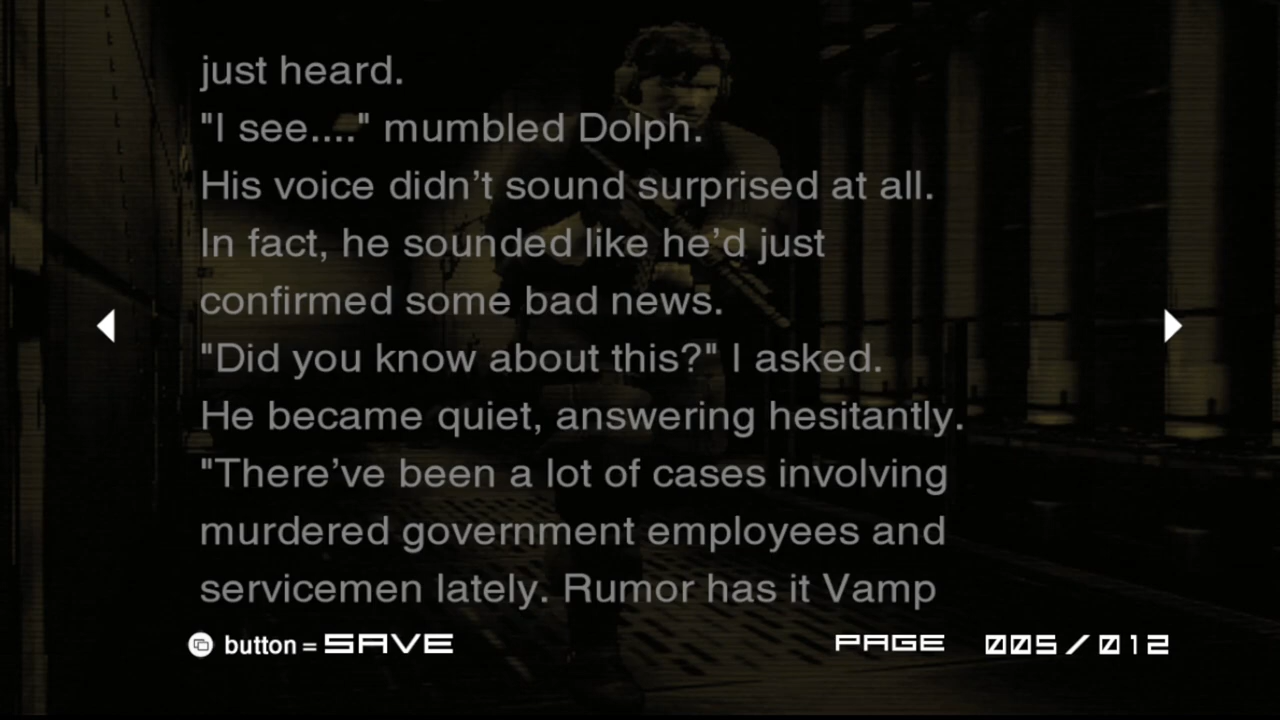 just heard.
"I see...." mumbled Dolph.
His voice didn’t sound surprised at all.
In fact, he sounded like he’d just
confirmed some bad news.
"Did you know about this?" I asked.
He became quiet, answering hesitantly.
"There’ve been a lot of cases involving
murdered government employees and
servicemen lately. Rumor has it Vamp
button = SAVE
PAGE 005/012